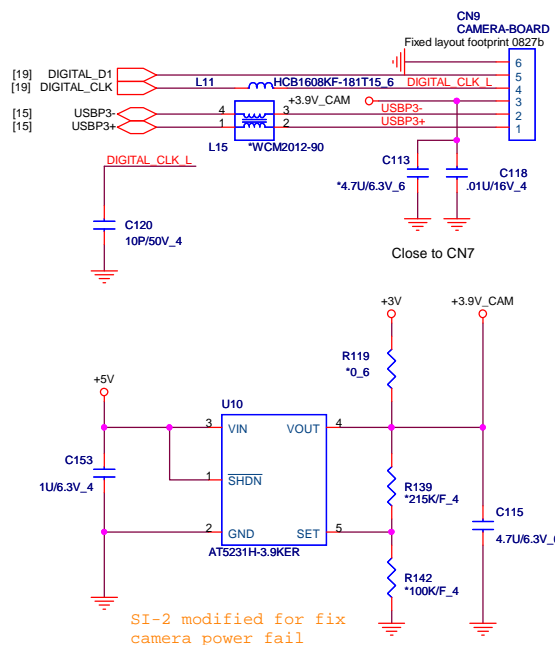 CN9
CAMERA-BOARD
Fixed layout footprint 0827b
[19] DIGITAL_D1
[19] DIGITAL_CLK
L11
HCB1608KF-181T15_6
DIGITAL_CLK_L
+3.9V_CAM
[15] USBP3-
[15] USBP3+
4
3
1
2
USBP3-
USBP3+
6
5
4
3
2
1
L15
*WCM2012-90
DIGITAL_CLK_L
C120
10P/50V_4
C113
*4.7U/6.3V_6
C118
.01U/16V_4
Close to CN7
+3V
+3.9V_CAM
R119
*0_6
+5V
U10
3
VIN
VOUT
4
C153
1U/6.3V_4
1
SHDN
R139
*215K/F_4
C115
4.7U/6.3V_6
2
GND
SET
5
AT5231H-3.9KER
R142
*100K/F_4
SI-2 modified for fix
camera power fail